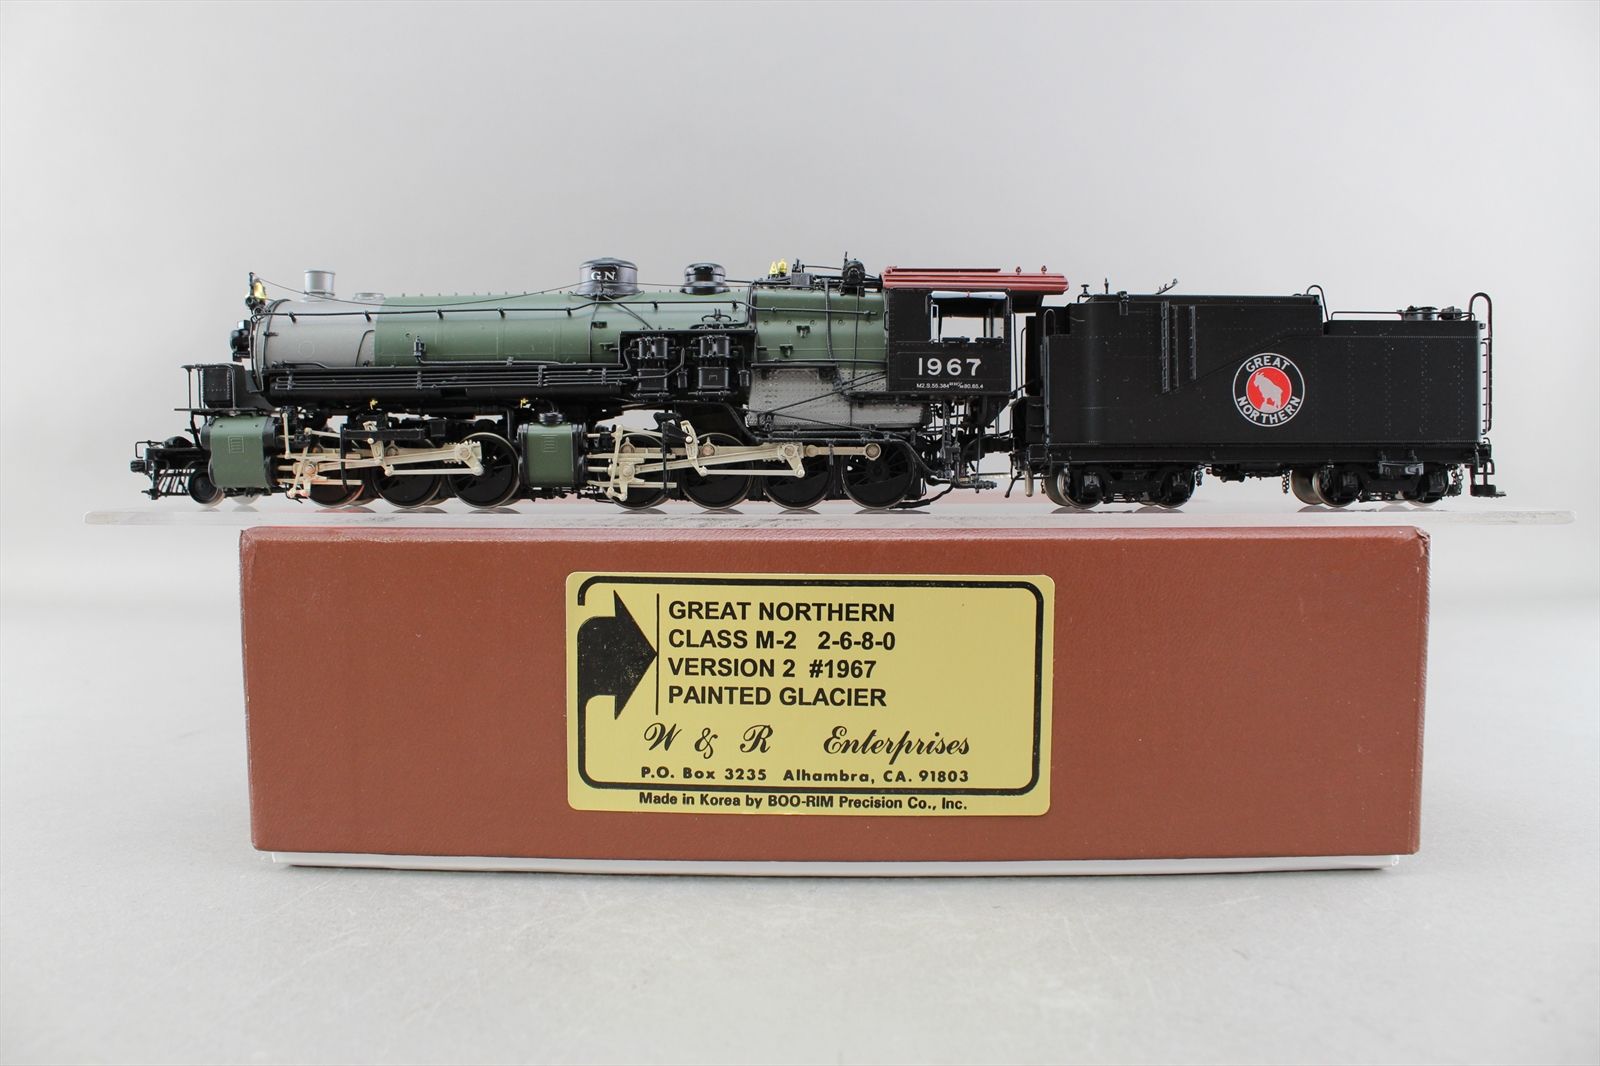 GN
1967
GREAT
NORTHERN
GREAT NORTHERN
CLASS M-2 2-6-8-0
VERSION 2 #1967
PAINTED GLACIER
W & R Enterprises
P.O. Box 3235 Alhambra, CA. 91803
Made in Korea by BOO-RIM Precision Co., Inc.